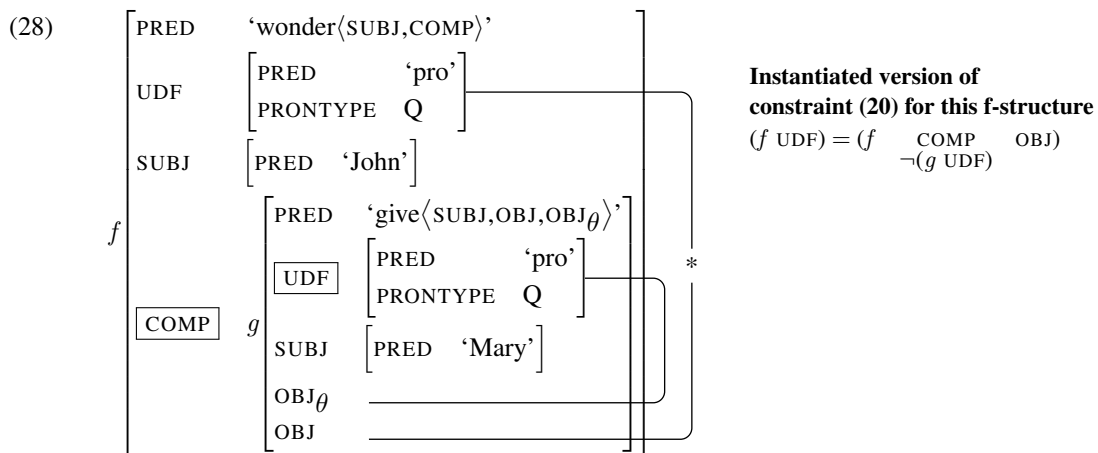 (28)
PRED ‘wonder⟨SUBJ,COMP⟩’
UDF PRED ‘pro’
PRONTYPE Q
SUBJ PRED ‘John’
f
COMP g
PRED ‘give⟨SUBJ,OBJ,OBJθ⟩’
UDF PRED ‘pro’
PRONTYPE Q
SUBJ PRED ‘Mary’
OBJθ
OBJ
*
Instantiated version of
constraint (20) for this f-structure
(f UDF) = (f COMP OBJ)
¬(g UDF)